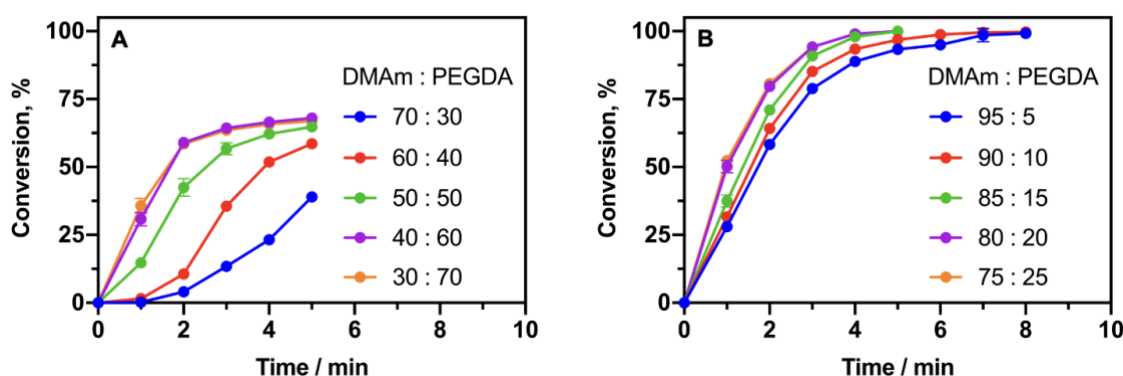 A
Conversion, %
100
75
50
25
0
DMAm : PEGDA
70 : 30
60 : 40
50 : 50
40 : 60
30 : 70
0 2 4 6 8 10
Time / min
B
Conversion, %
100
75
50
25
0
DMAm : PEGDA
95 : 5
90 : 10
85 : 15
80 : 20
75 : 25
0 2 4 6 8 10
Time / min